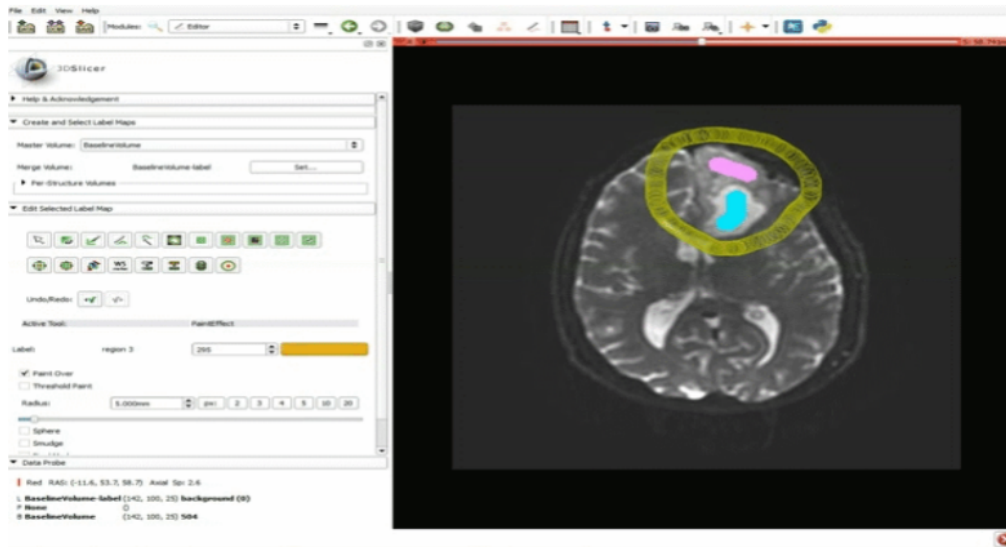 File Edit View Help
Modules: Editor
3DSlicer
Help & Acknowledgement
Create and Select Label Maps
Master Volume: BaselineVolume
Merge Volume: BaselineVolume-label Set...
Per-Structure Volumes
Edit Selected Label Map
Undo/Redo:
Active Tool: PaintEffect
Label: region 3 295
Paint Over
Threshold Paint
Radius: 5.000mm px: 2 3 4 5 10 20
Sphere
Smudge
Data Probe
Red RAS: (-11.6, 53.7, 58.7) Axial Sp: 2.6
L BaselineVolume-label (142, 100, 25) background (0)
F None ()
B BaselineVolume (142, 100, 25) 504